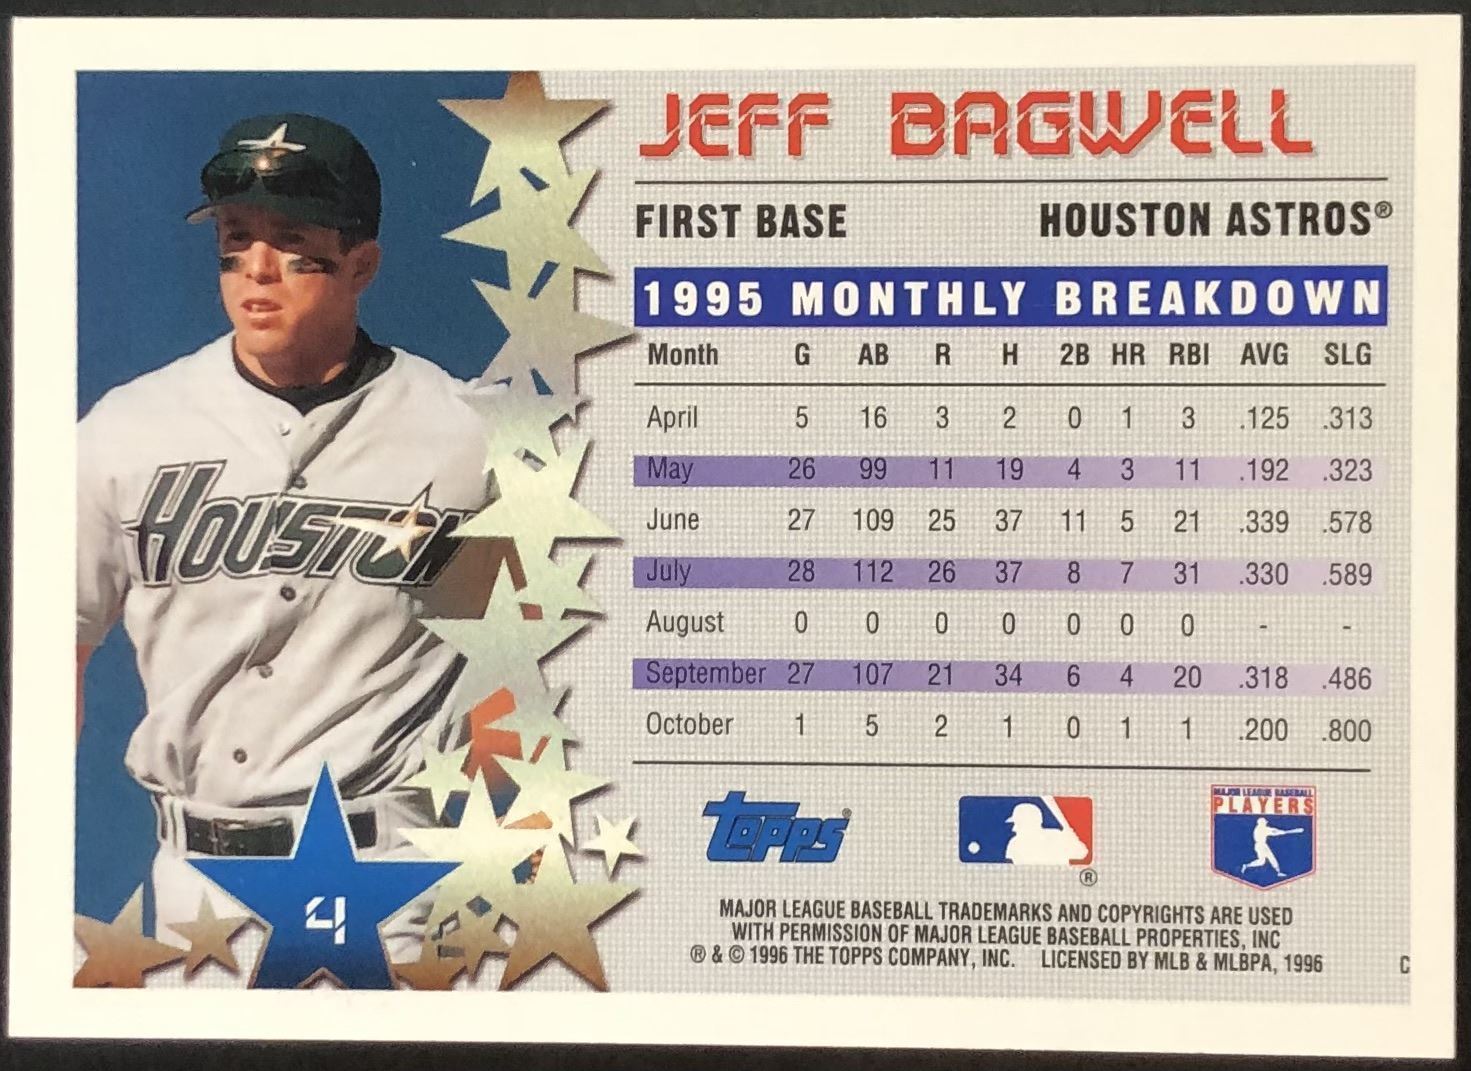 JEFF BAGWELL
FIRST BASE HOUSTON ASTROS®
1995 MONTHLY BREAKDOWN
Month G AB R H 2B HR RBI AVG SLG
April 5 16 3 2 0 1 3 .125 .313
May 26 99 11 19 4 3 11 .192 .323
June 27 109 25 37 11 5 21 .339 .578
July 28 112 26 37 8 7 31 .330 .589
August 0 0 0 0 0 0 0 - -
September 27 107 21 34 6 4 20 .318 .486
October 1 5 2 1 0 1 1 .200 .800
HOUSTON
4
TOPPS® ®
MAJOR LEAGUE BASEBALL
PLAYERS
MAJOR LEAGUE BASEBALL TRADEMARKS AND COPYRIGHTS ARE USED
WITH PERMISSION OF MAJOR LEAGUE BASEBALL PROPERTIES, INC
® & © 1996 THE TOPPS COMPANY, INC. LICENSED BY MLB & MLBPA, 1996
C